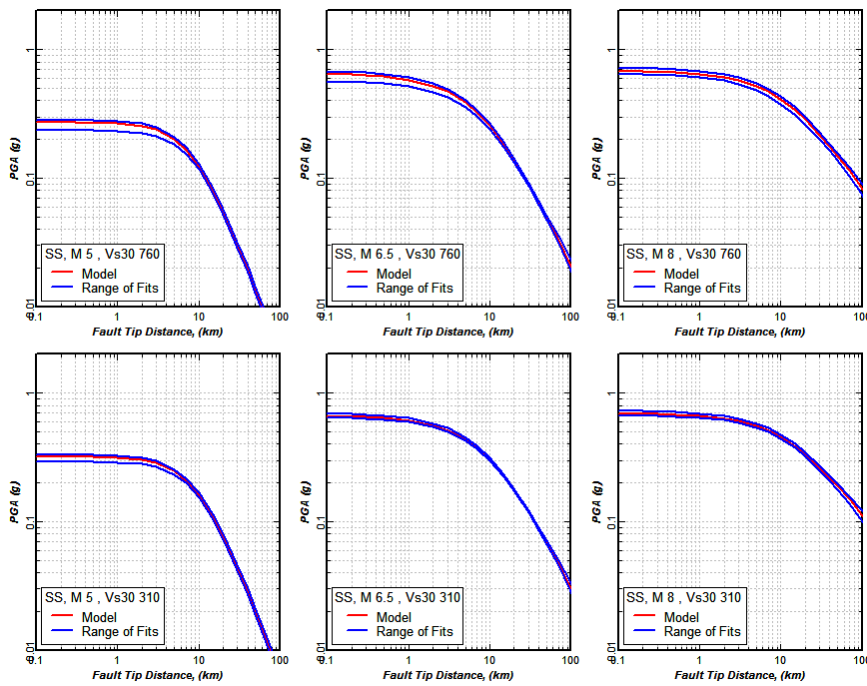 1
0.1
0.01
PGA (g)
SS, M 5 , Vs30 760
Model
Range of Fits
0.1
1
10
100
Fault Tip Distance, (km)
1
0.1
0.01
PGA (g)
SS, M 6.5 , Vs30 760
Model
Range of Fits
0.1
1
10
100
Fault Tip Distance, (km)
1
0.1
0.01
PGA (g)
SS, M 8 , Vs30 760
Model
Range of Fits
0.1
1
10
100
Fault Tip Distance, (km)
1
0.1
0.01
PGA (g)
SS, M 5 , Vs30 310
Model
Range of Fits
0.1
1
10
100
Fault Tip Distance, (km)
1
0.1
0.01
PGA (g)
SS, M 6.5 , Vs30 310
Model
Range of Fits
0.1
1
10
100
Fault Tip Distance, (km)
1
0.1
0.01
PGA (g)
SS, M 8 , Vs30 310
Model
Range of Fits
0.1
1
10
100
Fault Tip Distance, (km)